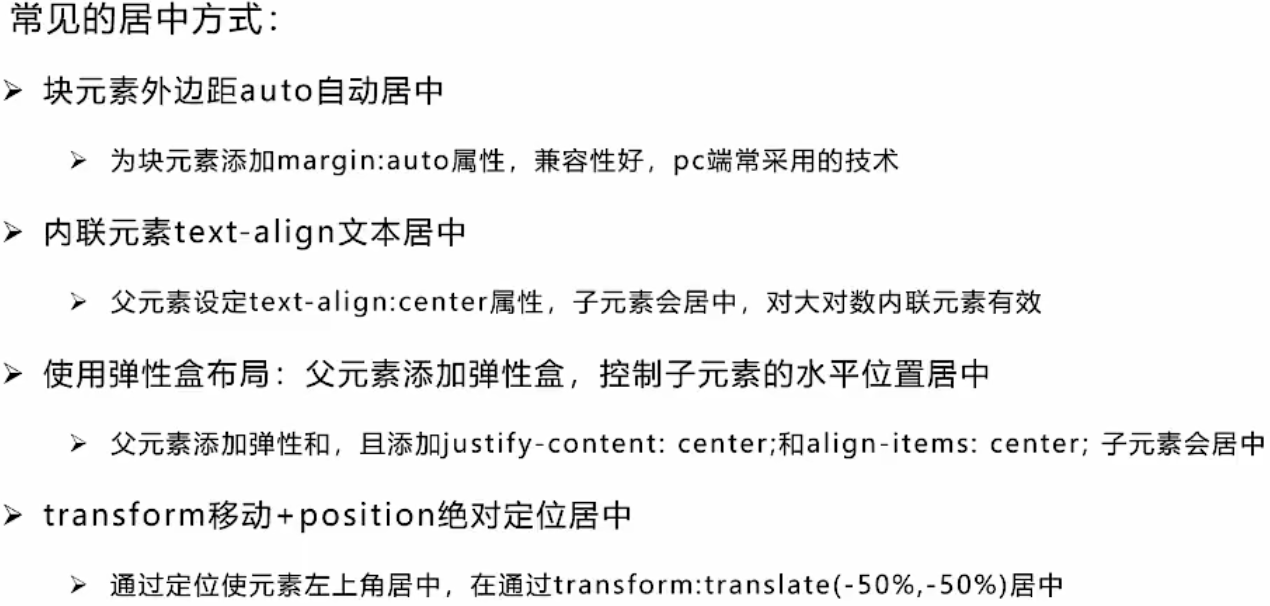 常见的居中方式：
➢ 块元素外边距auto自动居中
➢ 为块元素添加margin:auto属性，兼容性好，pc端常采用的技术
➢ 内联元素text-align文本居中
➢ 父元素设定text-align:center属性，子元素会居中，对大对数内联元素有效
➢ 使用弹性盒布局：父元素添加弹性盒，控制子元素的水平位置居中
➢ 父元素添加弹性和，且添加justify-content: center;和align-items: center; 子元素会居中
➢ transform移动+position绝对定位居中
➢ 通过定位使元素左上角居中，在通过transform:translate(-50%,-50%)居中